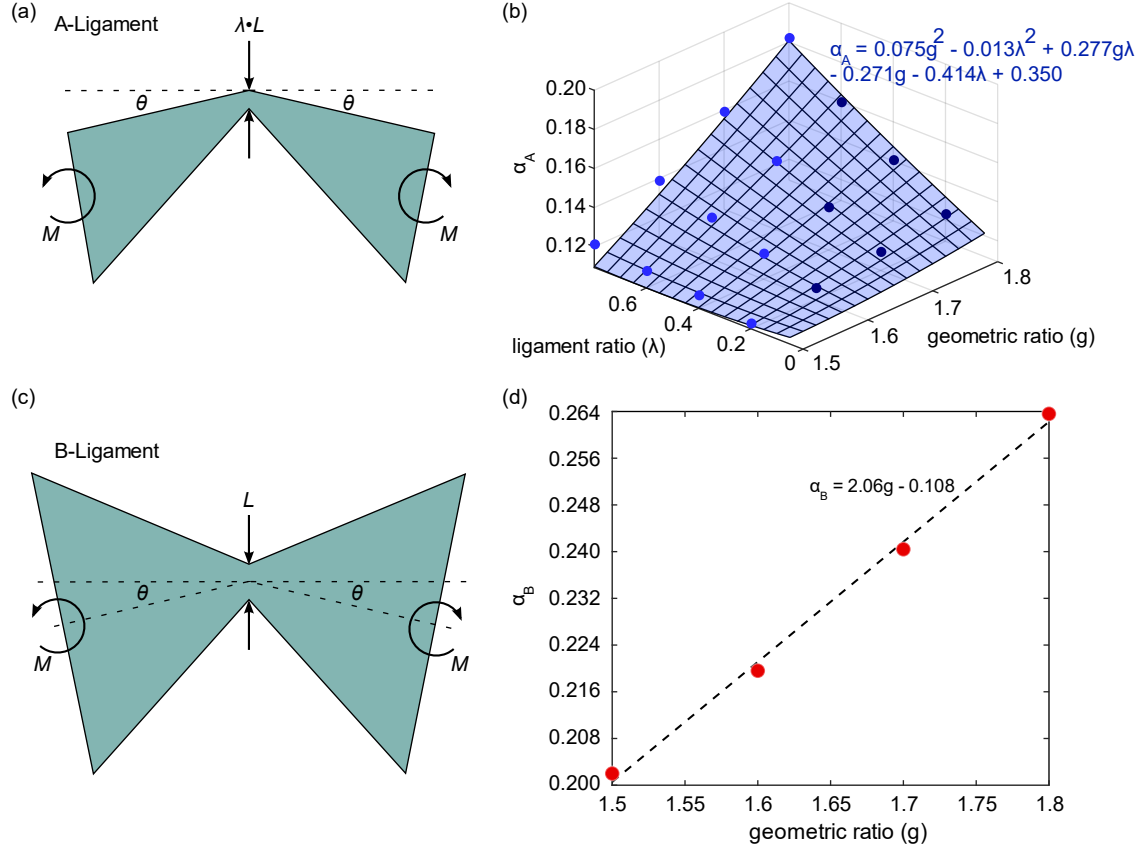 (a)
A-Ligament
λ•L
θ
θ
M
M
(b)
α_A = 0.075g² - 0.013λ² + 0.277gλ
- 0.271g - 0.414λ + 0.350
α_A
0.20
0.18
0.16
0.14
0.12
0.6
0.4
0.2
0
ligament ratio (λ)
1.5
1.6
1.7
1.8
geometric ratio (g)
(c)
B-Ligament
L
θ
θ
M
M
(d)
α_B = 2.06g - 0.108
α_B
0.264
0.256
0.248
0.240
0.232
0.224
0.216
0.208
0.200
1.5
1.55
1.6
1.65
1.7
1.75
1.8
geometric ratio (g)